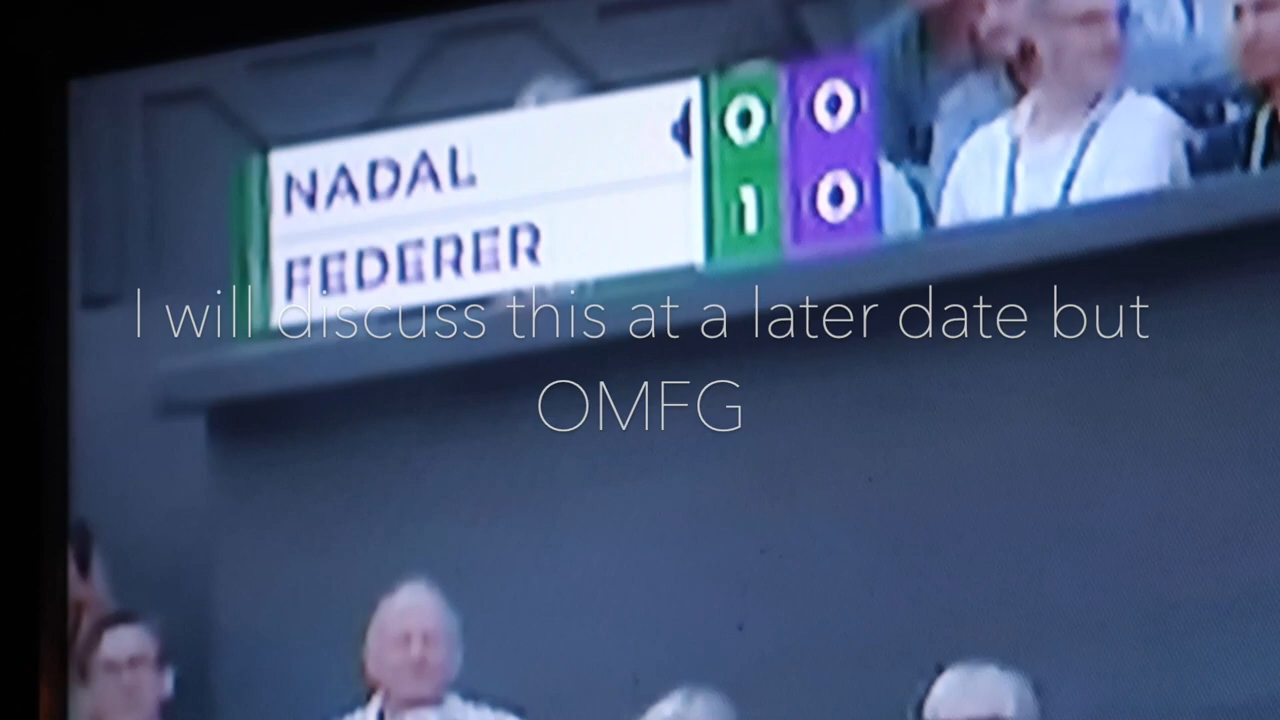 NADAL 0 0
FEDERER 1 0
I will discuss this at a later date but
OMFG